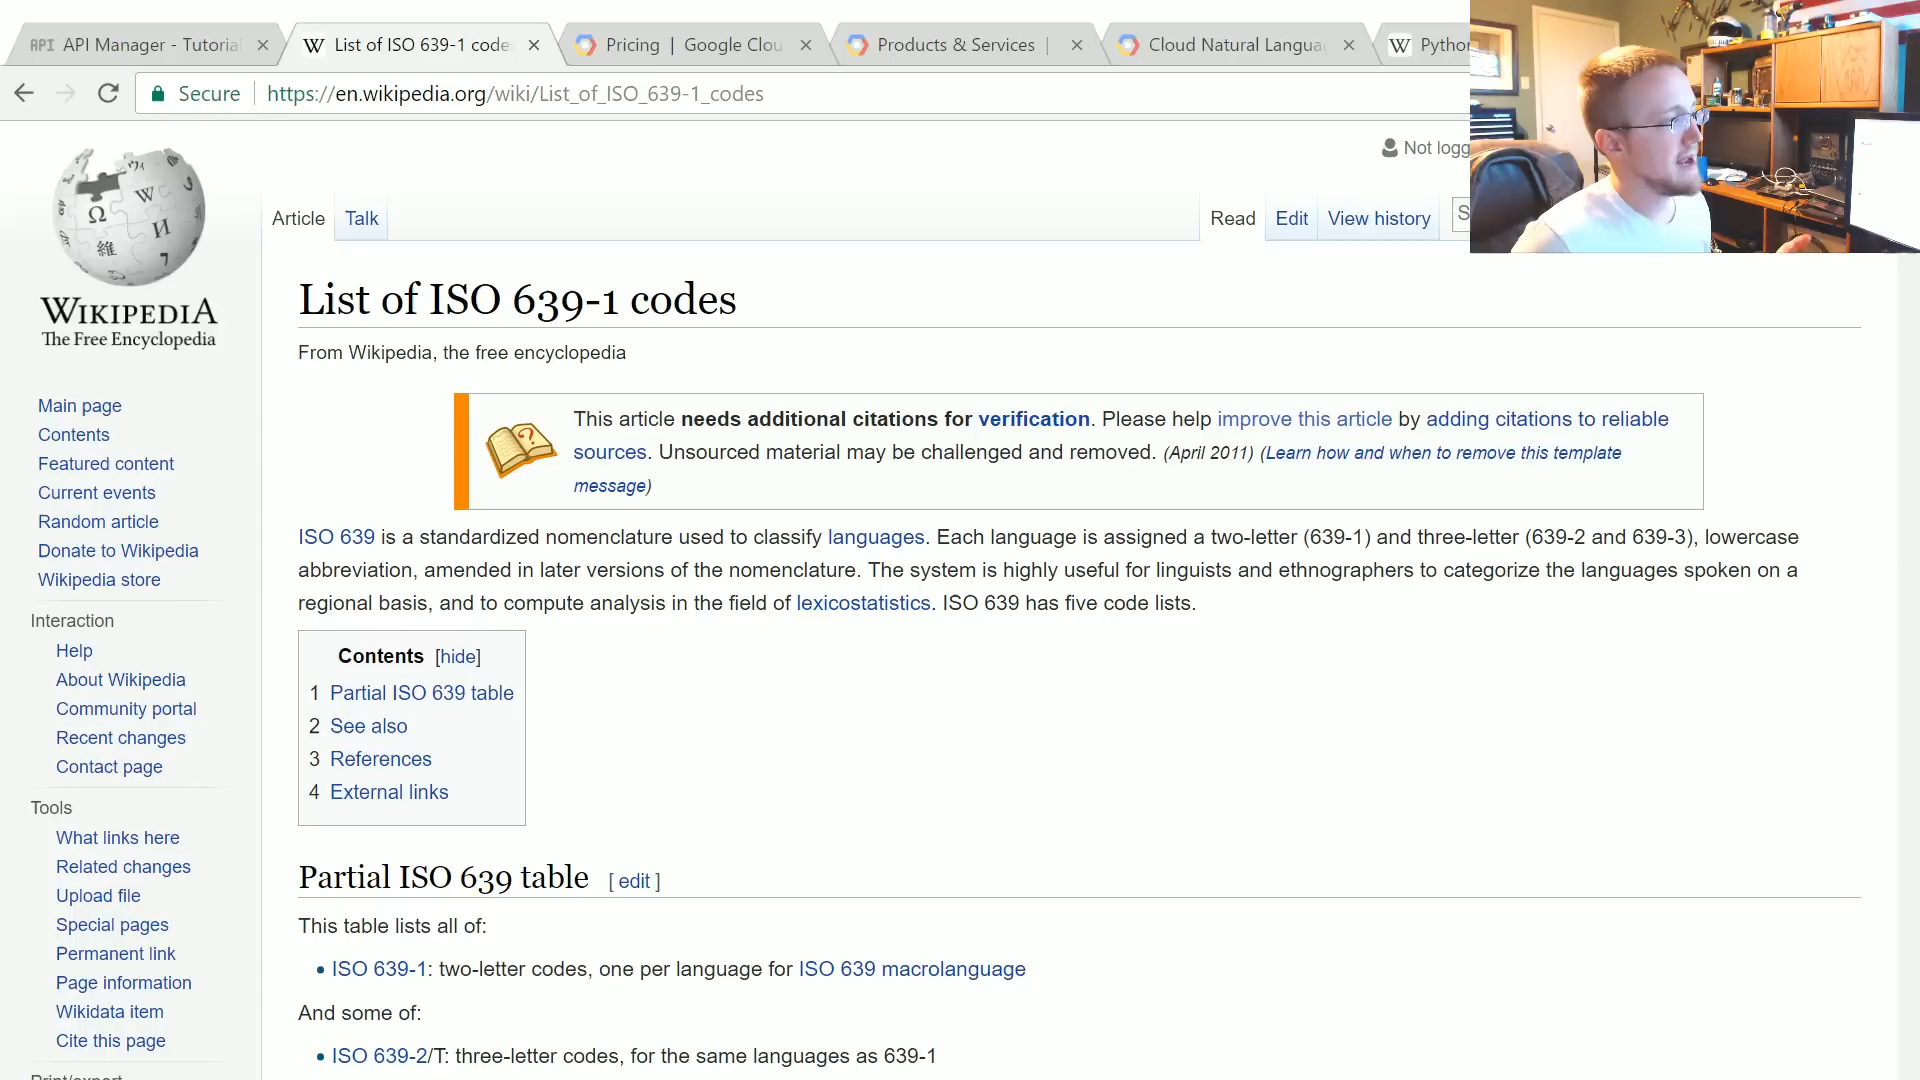 API Manager - Tutoria
List of ISO 639-1 code
Pricing | Google Clou
Products & Services |
Cloud Natural Langua
Pytho
Secure https://en.wikipedia.org/wiki/List_of_ISO_639-1_codes
Not logg
Article Talk Read Edit View history S
WIKIPEDIA
The Free Encyclopedia
Main page
Contents
Featured content
Current events
Random article
Donate to Wikipedia
Wikipedia store
Interaction
Help
About Wikipedia
Community portal
Recent changes
Contact page
Tools
What links here
Related changes
Upload file
Special pages
Permanent link
Page information
Wikidata item
Cite this page
Print/export
List of ISO 639-1 codes
From Wikipedia, the free encyclopedia
This article needs additional citations for verification. Please help improve this article by adding citations to reliable
sources. Unsourced material may be challenged and removed. (April 2011) (Learn how and when to remove this template
message)
ISO 639 is a standardized nomenclature used to classify languages. Each language is assigned a two-letter (639-1) and three-letter (639-2 and 639-3), lowercase
abbreviation, amended in later versions of the nomenclature. The system is highly useful for linguists and ethnographers to categorize the languages spoken on a
regional basis, and to compute analysis in the field of lexicostatistics. ISO 639 has five code lists.
Contents [hide]
1 Partial ISO 639 table
2 See also
3 References
4 External links
Partial ISO 639 table [ edit ]
This table lists all of:
• ISO 639-1: two-letter codes, one per language for ISO 639 macrolanguage
And some of:
• ISO 639-2/T: three-letter codes, for the same languages as 639-1